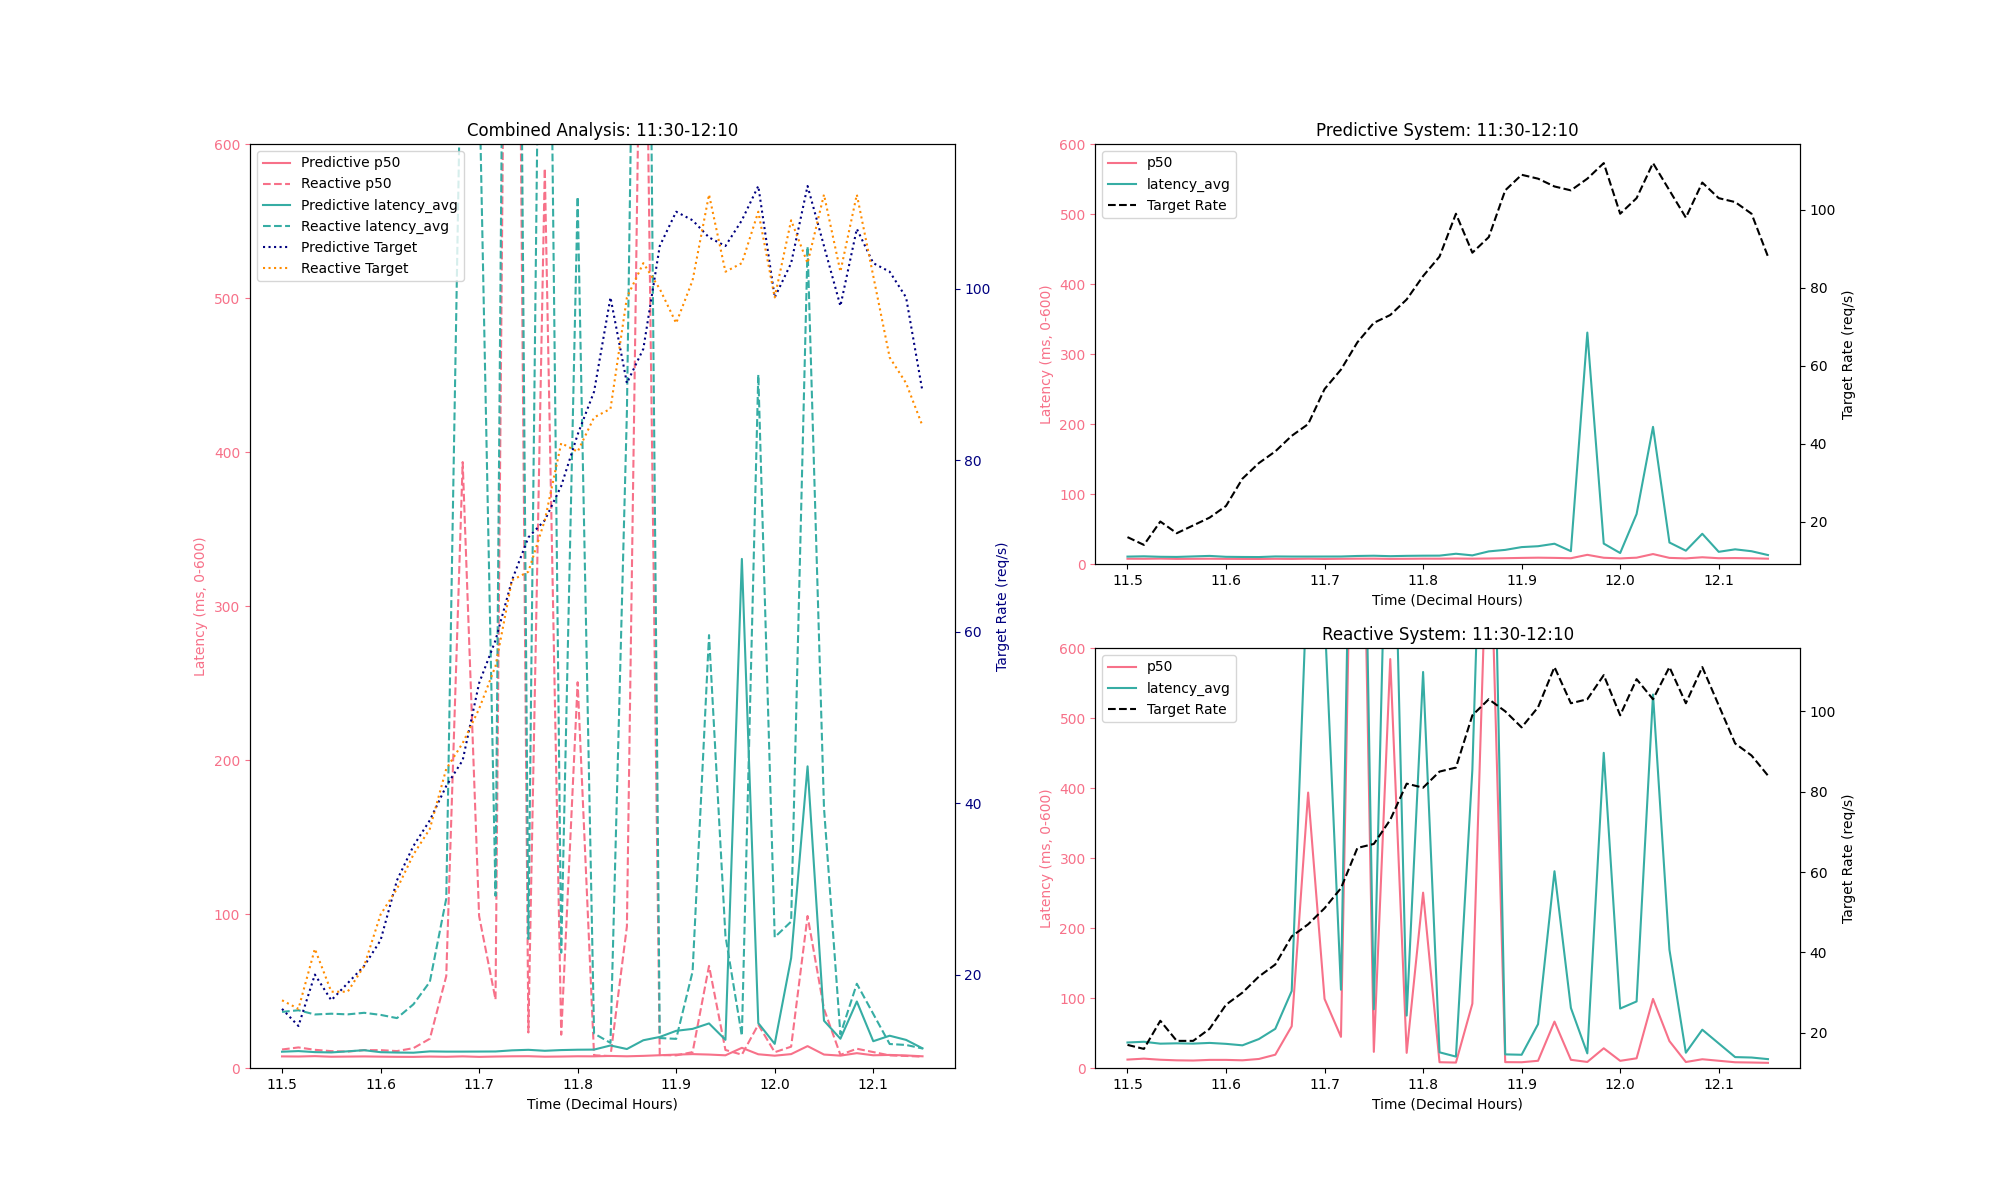 Combined Analysis: 11:30-12:10
Predictive p50
Reactive p50
Predictive latency_avg
Reactive latency_avg
Predictive Target
Reactive Target
600
500
400
300
200
100
0
Latency (ms, 0-600)
100
80
60
40
20
Target Rate (req/s)
11.5 11.6 11.7 11.8 11.9 12.0 12.1
Time (Decimal Hours)
Predictive System: 11:30-12:10
p50
latency_avg
Target Rate
600
500
400
300
200
100
0
Latency (ms, 0-600)
100
80
60
40
20
Target Rate (req/s)
11.5 11.6 11.7 11.8 11.9 12.0 12.1
Time (Decimal Hours)
Reactive System: 11:30-12:10
p50
latency_avg
Target Rate
600
500
400
300
200
100
0
Latency (ms, 0-600)
100
80
60
40
20
Target Rate (req/s)
11.5 11.6 11.7 11.8 11.9 12.0 12.1
Time (Decimal Hours)